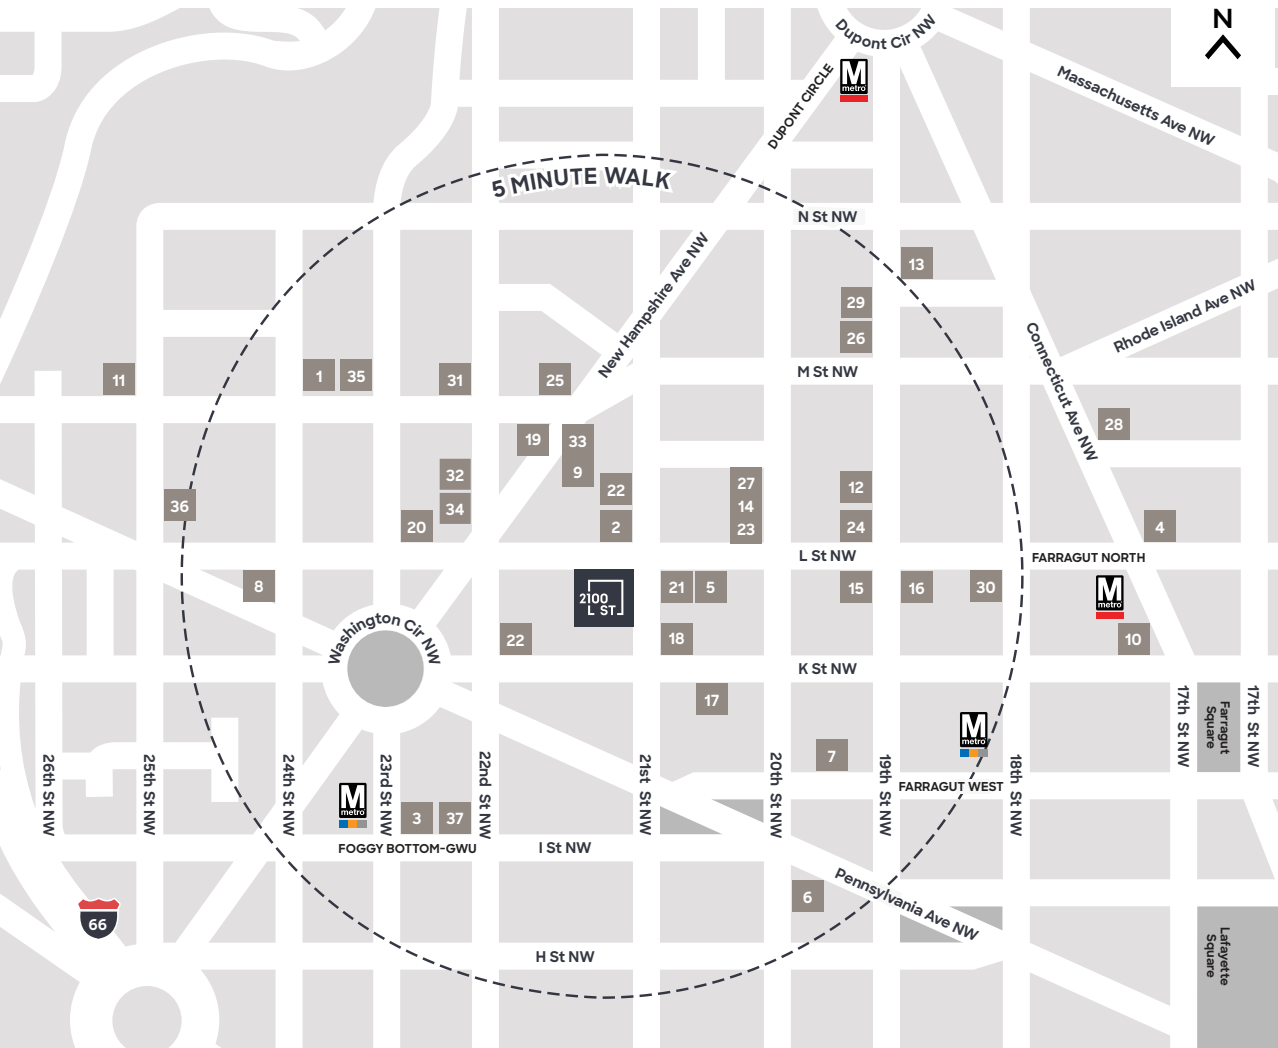 N
Dupont Cir NW
Massachusetts Ave NW
M
metro
DUPONT CIRCLE
5 MINUTE WALK
N St NW
13
New Hampshire Ave NW
29
26
Rhode Island Ave NW
Connecticut Ave NW
M St NW
11
1
35
31
25
28
19
33
9
32
22
27
14
23
12
36
34
20
2
24
4
L St NW
FARRAGUT NORTH
8
2100
L ST
21
5
15
16
30
M
metro
Washington Cir NW
22
18
10
K St NW
17
17th St NW
Farragut
Square
17th St NW
M
metro
7
26th St NW
25th St NW
24th St NW
23rd St NW
22nd St NW
21st St NW
20th St NW
19th St NW
18th St NW
FARRAGUT WEST
M
metro
3
37
FOGGY BOTTOM-GWU
I St NW
Pennsylvania Ave NW
6
66
H St NW
Lafayette
Square